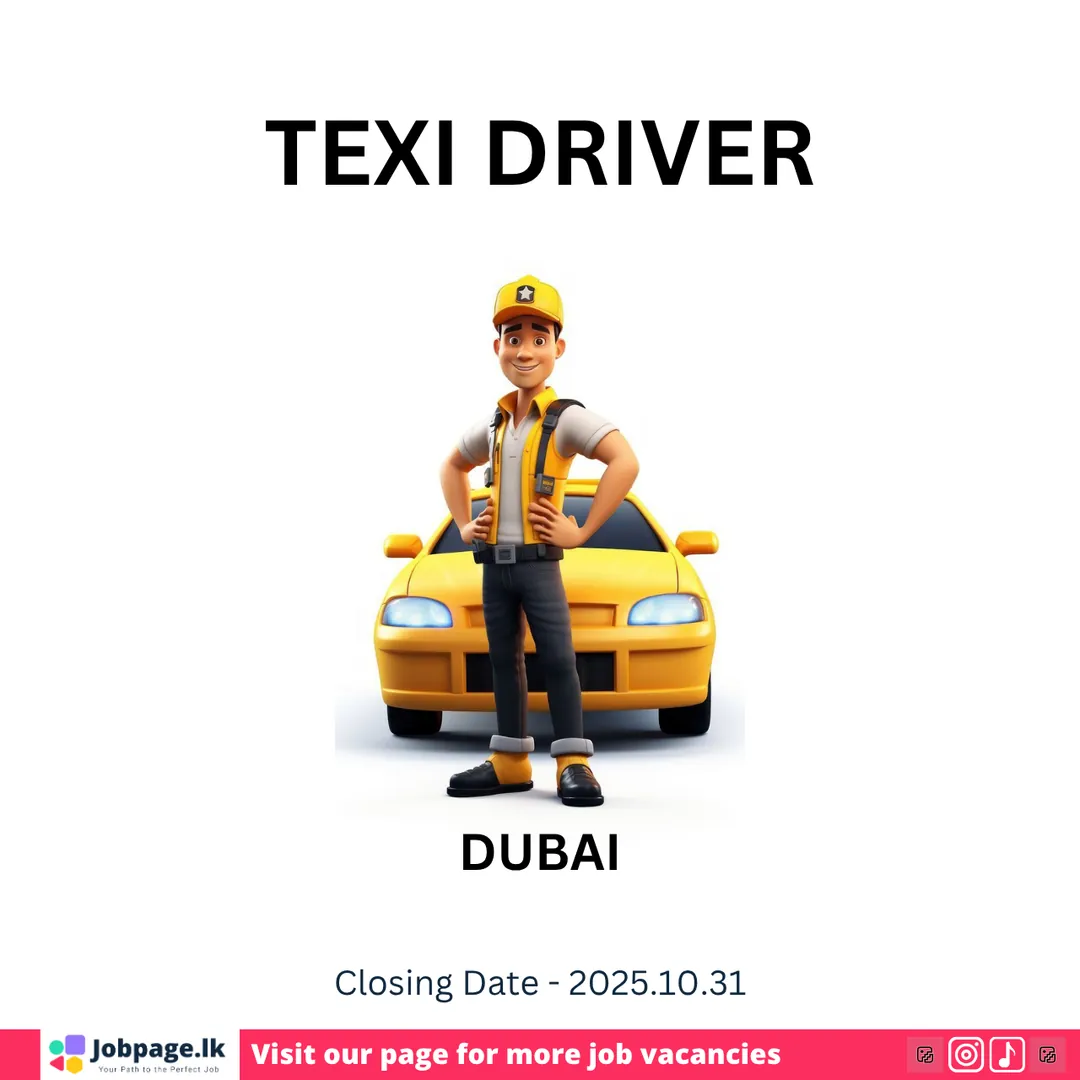 TEXI DRIVER
DUBAI
Closing Date - 2025.10.31
Jobpage.lk
Your Path to the Perfect Job
Visit our page for more job vacancies